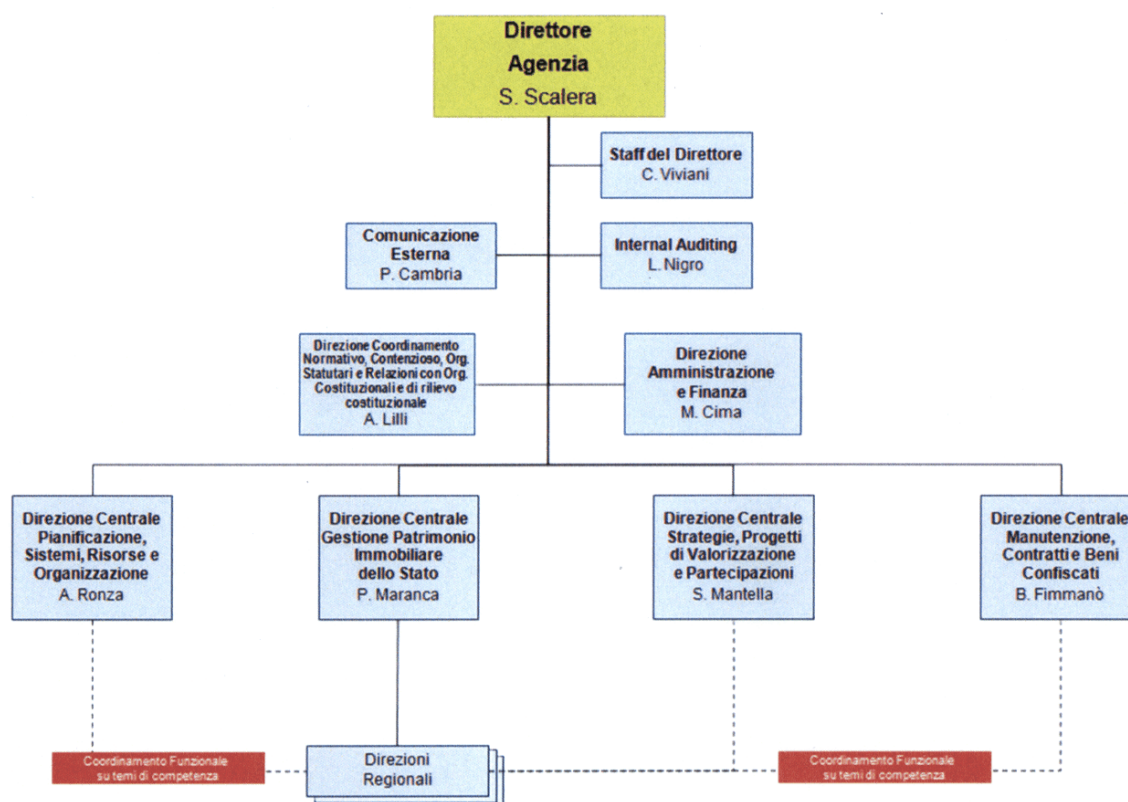 Direttore
Agenzia
S. Scalera
Staff del Direttore
C. Viviani
Comunicazione
Esterna
P. Cambria
Internal Auditing
L. Nigro
Direzione Coordinamento
Normativo, Contenzioso, Org.
Statutari e Relazioni con Org.
Costituzionali e di rilievo
costituzionale
A. Lilli
Direzione
Amministrazione
e Finanza
M. Cima
Direzione Centrale
Pianificazione,
Sistemi, Risorse e
Organizzazione
A. Ronza
Direzione Centrale
Gestione Patrimonio
Immobiliare
dello Stato
P. Maranca
Direzione Centrale
Strategie, Progetti
di Valorizzazione
e Partecipazioni
S. Mantella
Direzione Centrale
Manutenzione,
Contratti e Beni
Confiscati
B. Fimmanò
Coordinamento Funzionale
su temi di competenza
Direzioni
Regionali
Coordinamento Funzionale
su temi di competenza